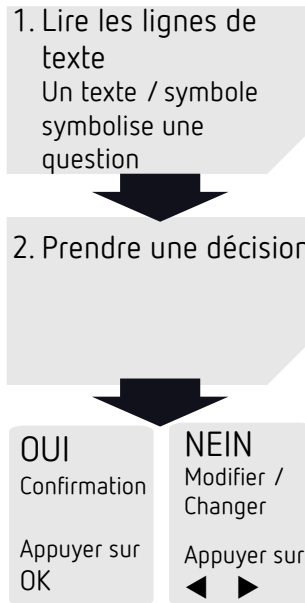 1. Lire les lignes de
texte
Un texte / symbole
symbolise une
question
2. Prendre une décision
OUI
Confirmation
Appuyer sur
OK
NEIN
Modifier /
Changer
Appuyer sur
◀ ▶